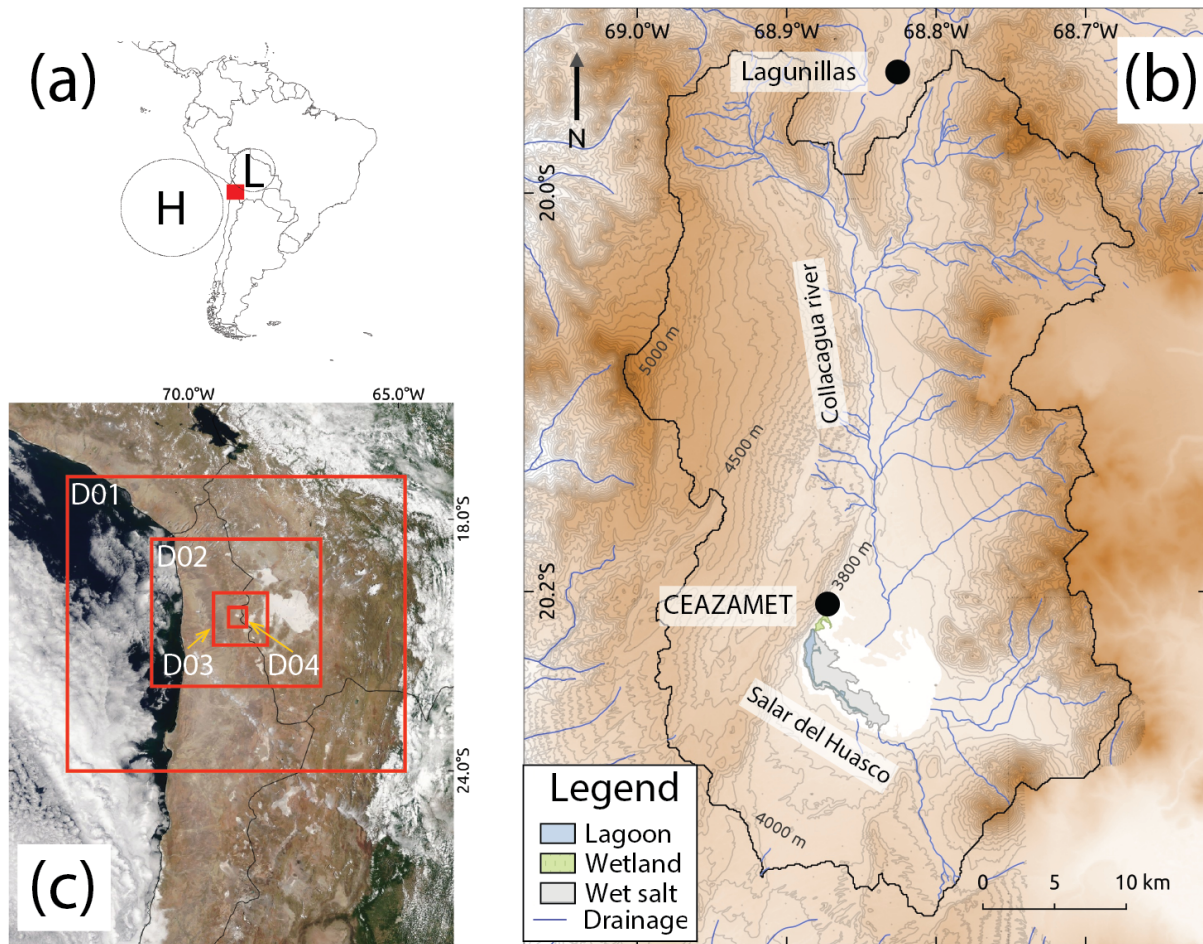 (a)
H
L
(b)
69.0°W
68.9°W
68.8°W
68.7°W
N
Lagunillas
20.0°S
5000 m
Collacagua river
4500 m
3800 m
20.2°S
CEAZAMET
Salar del Huasco
4000 m
Legend
Lagoon
Wetland
Wet salt
Drainage
0 5 10 km
(c)
70.0°W
65.0°W
D01
18.0°S
D02
D03
D04
24.0°S